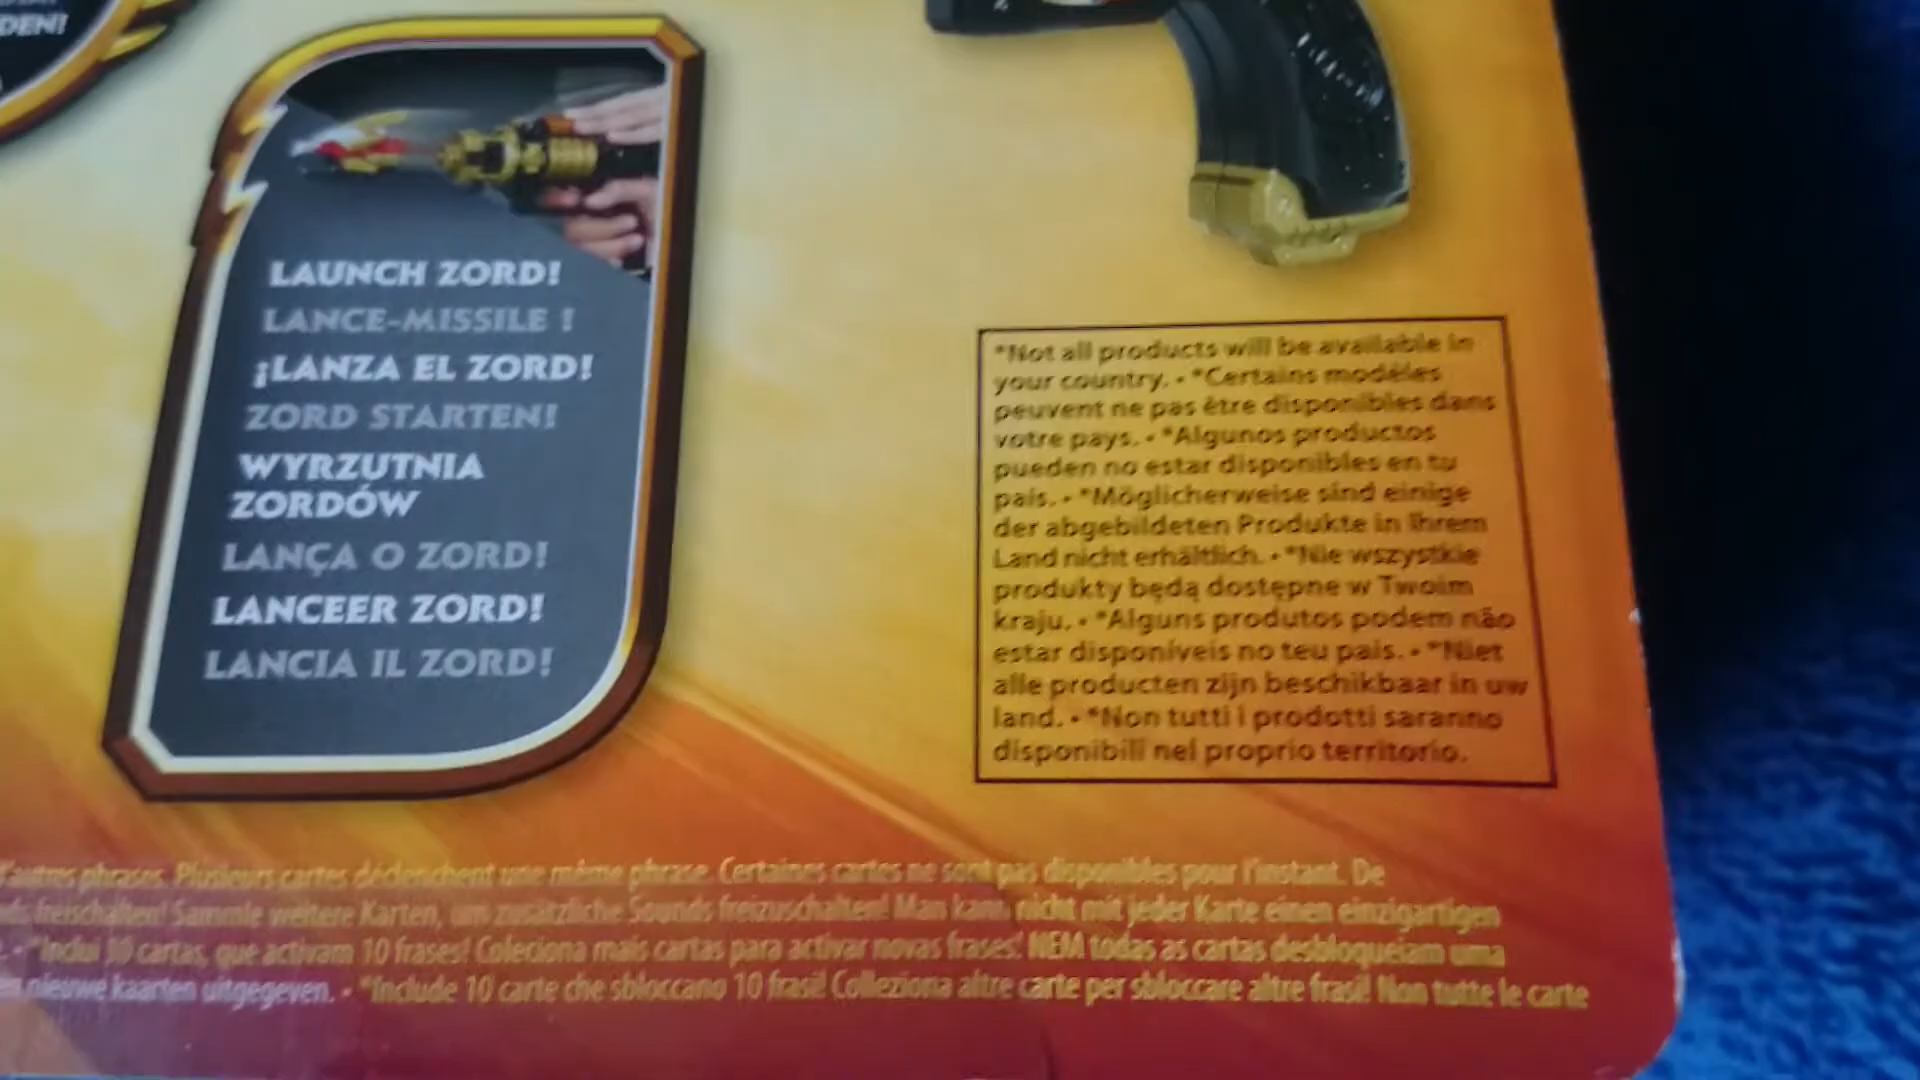 DEN!
LAUNCH ZORD!
LANCE-MISSILE !
¡LANZA EL ZORD!
ZORD STARTEN!
WYRZUTNIA
ZORDÓW
LANÇA O ZORD!
LANCEER ZORD!
LANCIA IL ZORD!
*Not all products will be available in
your country. • *Certains modèles
peuvent ne pas être disponibles dans
votre pays. • *Algunos productos
pueden no estar disponibles en tu
país. • *Möglicherweise sind einige
der abgebildeten Produkte in Ihrem
Land nicht erhältlich. • *Nie wszystkie
produkty będą dostępne w Twoim
kraju. • *Alguns produtos podem não
estar disponíveis no teu país. • *Niet
alle producten zijn beschikbaar in uw
land. • *Non tutti i prodotti saranno
disponibili nel proprio territorio.
d'autres phrases. Plusieurs cartes déclenchent une même phrase. Certaines cartes ne sont pas disponibles pour l'instant. De
freischalten! Sammle weitere Karten, um zusätzliche Sounds freizuschalten! Man kann nicht mit jeder Karte einen einzigartigen
• *Inclui 10 cartas, que activam 10 frases! Coleciona mais cartas para activar novas frases! NEM todas as cartas desbloqueiam uma
nieuwe kaarten uitgegeven. • *Include 10 carte che sbloccano 10 frasi! Colleziona altre carte per sbloccare altre frasi! Non tutte le carte